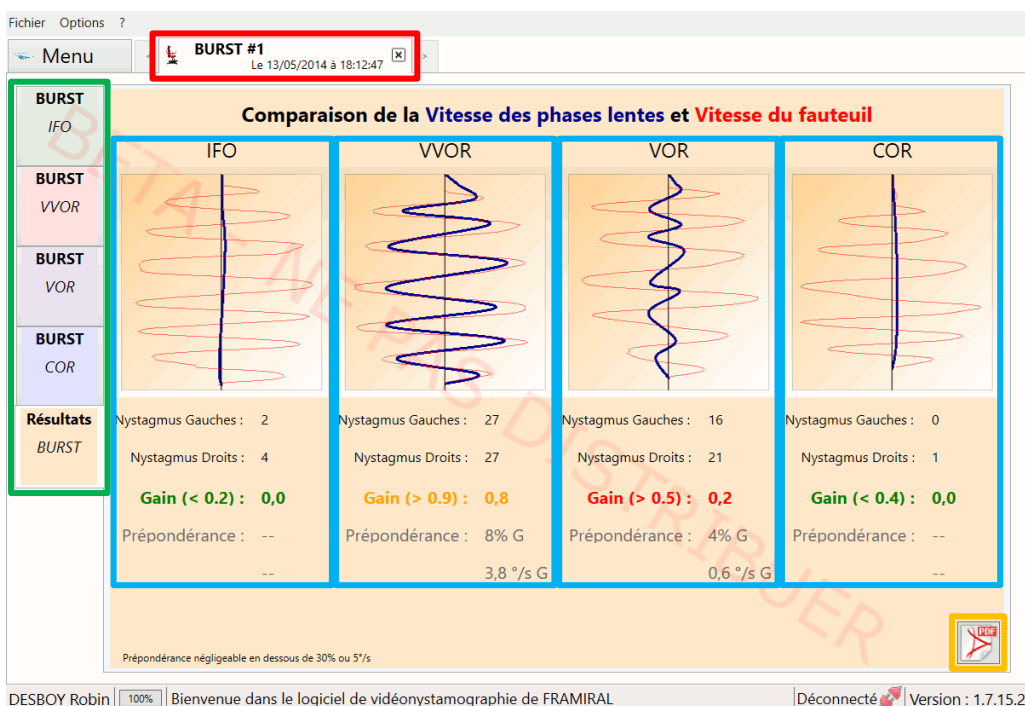 Fichier Options ?
Menu
< BURST #1 >
Le 13/05/2014 à 18:12:47
BURST
IFO
BURST
VVOR
BURST
VOR
BURST
COR
Résultats
BURST
Comparaison de la Vitesse des phases lentes et Vitesse du fauteuil
IFO
Nystagmus Gauches : 2
Nystagmus Droits : 4
Gain (< 0.2) : 0,0
Prépondérance : --
--
VVOR
Nystagmus Gauches : 27
Nystagmus Droits : 27
Gain (> 0.9) : 0,8
Prépondérance : 8% G
3,8 °/s G
VOR
Nystagmus Gauches : 16
Nystagmus Droits : 21
Gain (> 0.5) : 0,2
Prépondérance : 4% G
0,6 °/s G
COR
Nystagmus Gauches : 0
Nystagmus Droits : 1
Gain (< 0.4) : 0,0
Prépondérance : --
--
BETA - NE PAS DISTRIBUER
Prépondérance négligeable en dessous de 30% ou 5°/s
PDF
DESBOY Robin 100% Bienvenue dans le logiciel de vidéonystamographie de FRAMIRAL Déconnecté Version : 1.7.15.2